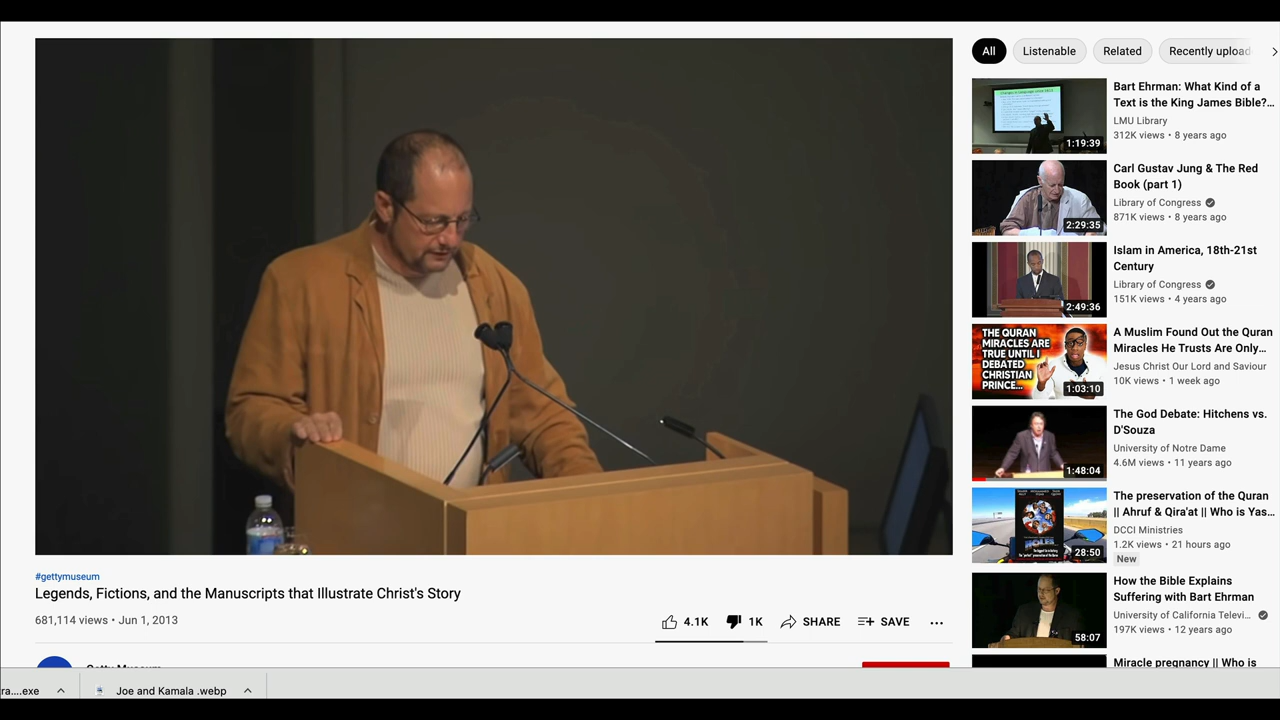 #gettymuseum
Legends, Fictions, and the Manuscripts that Illustrate Christ's Story
681,114 views • Jun 1, 2013
4.1K
1K
SHARE
SAVE
All
Listenable
Related
Recently upload
1:19:39
Bart Ehrman: What Kind of a
Text is the King James Bible?...
LMU Library
312K views • 8 years ago
2:29:35
Carl Gustav Jung & The Red
Book (part 1)
Library of Congress
871K views • 8 years ago
2:49:36
Islam in America, 18th-21st
Century
Library of Congress
151K views • 4 years ago
THE QURAN
MIRACLES ARE
TRUE UNTIL I
DEBATED
CHRISTIAN
PRINCE...
1:03:10
A Muslim Found Out the Quran
Miracles He Trusts Are Only...
Jesus Christ Our Lord and Saviour
10K views • 1 week ago
1:48:04
The God Debate: Hitchens vs.
D'Souza
University of Notre Dame
4.6M views • 11 years ago
HOLES
28:50
The preservation of the Quran
|| Ahruf & Qira'at || Who is Yas...
DCCI Ministries
1.2K views • 21 hours ago
New
58:07
How the Bible Explains
Suffering with Bart Ehrman
University of California Televi...
197K views • 12 years ago
Miracle pregnancy || Who is
Getty Museum
ra....exe
Joe and Kamala .webp